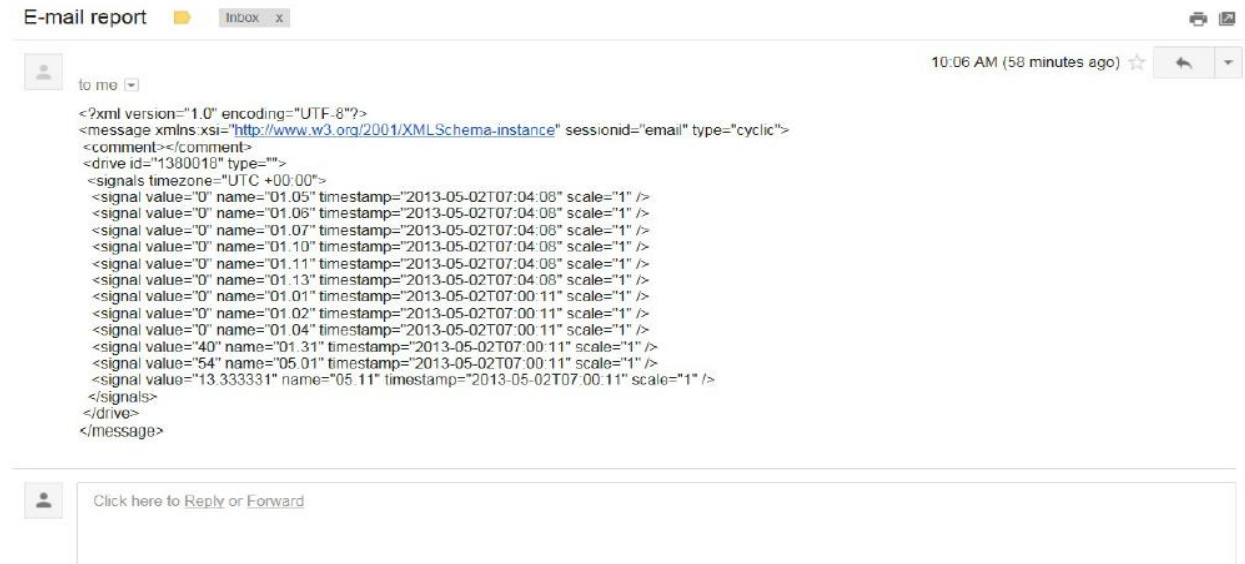 E-mail report
Inbox x
10:06 AM (58 minutes ago)
to me
<?xml version="1.0" encoding="UTF-8"?>
<message xmlns:xsi="http://www.w3.org/2001/XMLSchema-instance" sessionid="email" type="cyclic">
<comment></comment>
<drive id="1380018" type="">
<signals timezone="UTC +00:00">
<signal value="0" name="01.05" timestamp="2013-05-02T07:04:08" scale="1" />
<signal value="0" name="01.06" timestamp="2013-05-02T07:04:08" scale="1" />
<signal value="0" name="01.07" timestamp="2013-05-02T07:04:08" scale="1" />
<signal value="0" name="01.10" timestamp="2013-05-02T07:04:08" scale="1" />
<signal value="0" name="01.11" timestamp="2013-05-02T07:04:08" scale="1" />
<signal value="0" name="01.13" timestamp="2013-05-02T07:04:08" scale="1" />
<signal value="0" name="01.01" timestamp="2013-05-02T07:00:11" scale="1" />
<signal value="0" name="01.02" timestamp="2013-05-02T07:00:11" scale="1" />
<signal value="0" name="01.04" timestamp="2013-05-02T07:00:11" scale="1" />
<signal value="40" name="01.31" timestamp="2013-05-02T07:00:11" scale="1" />
<signal value="54" name="05.01" timestamp="2013-05-02T07:00:11" scale="1" />
<signal value="13.333331" name="05.11" timestamp="2013-05-02T07:00:11" scale="1" />
</signals>
</drive>
</message>
Click here to Reply or Forward